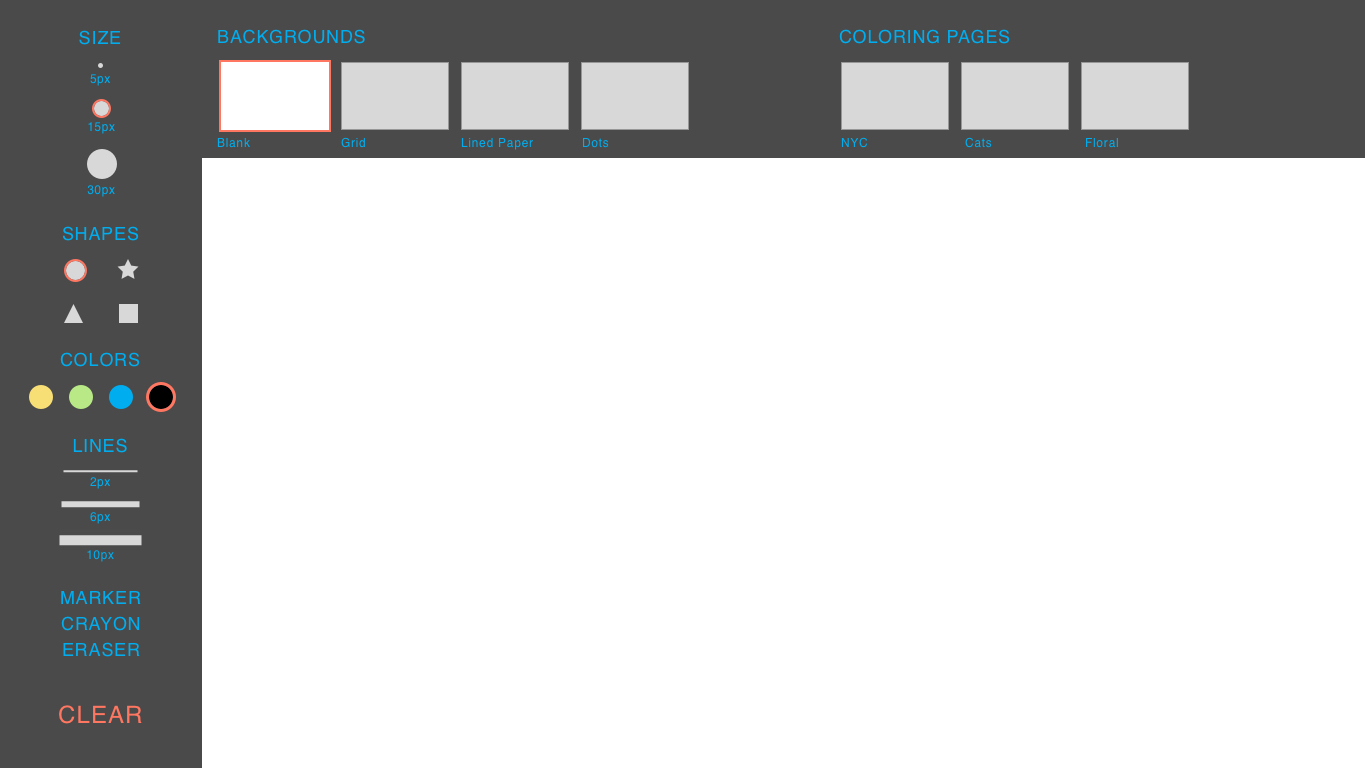 SIZE
5px
15px
30px
SHAPES
COLORS
LINES
2px
6px
10px
MARKER
CRAYON
ERASER
CLEAR
BACKGROUNDS
Blank
Grid
Lined Paper
Dots
COLORING PAGES
NYC
Cats
Floral